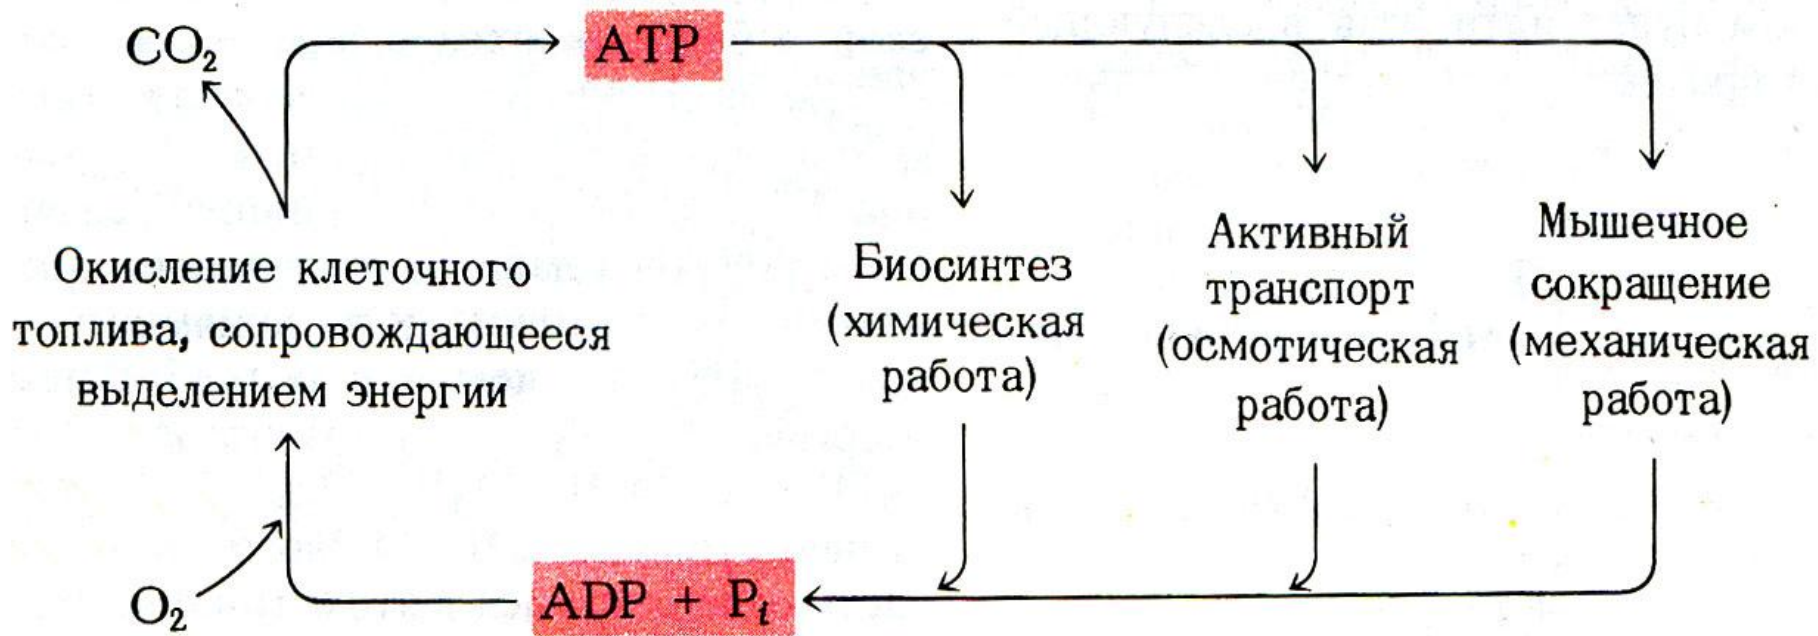 CO₂
ATP
Окисление клеточного
топлива, сопровождающееся
выделением энергии
Биосинтез
(химическая
работа)
Активный
транспорт
(осмотическая
работа)
Мышечное
сокращение
(механическая
работа)
O₂
ADP + Pᵢ